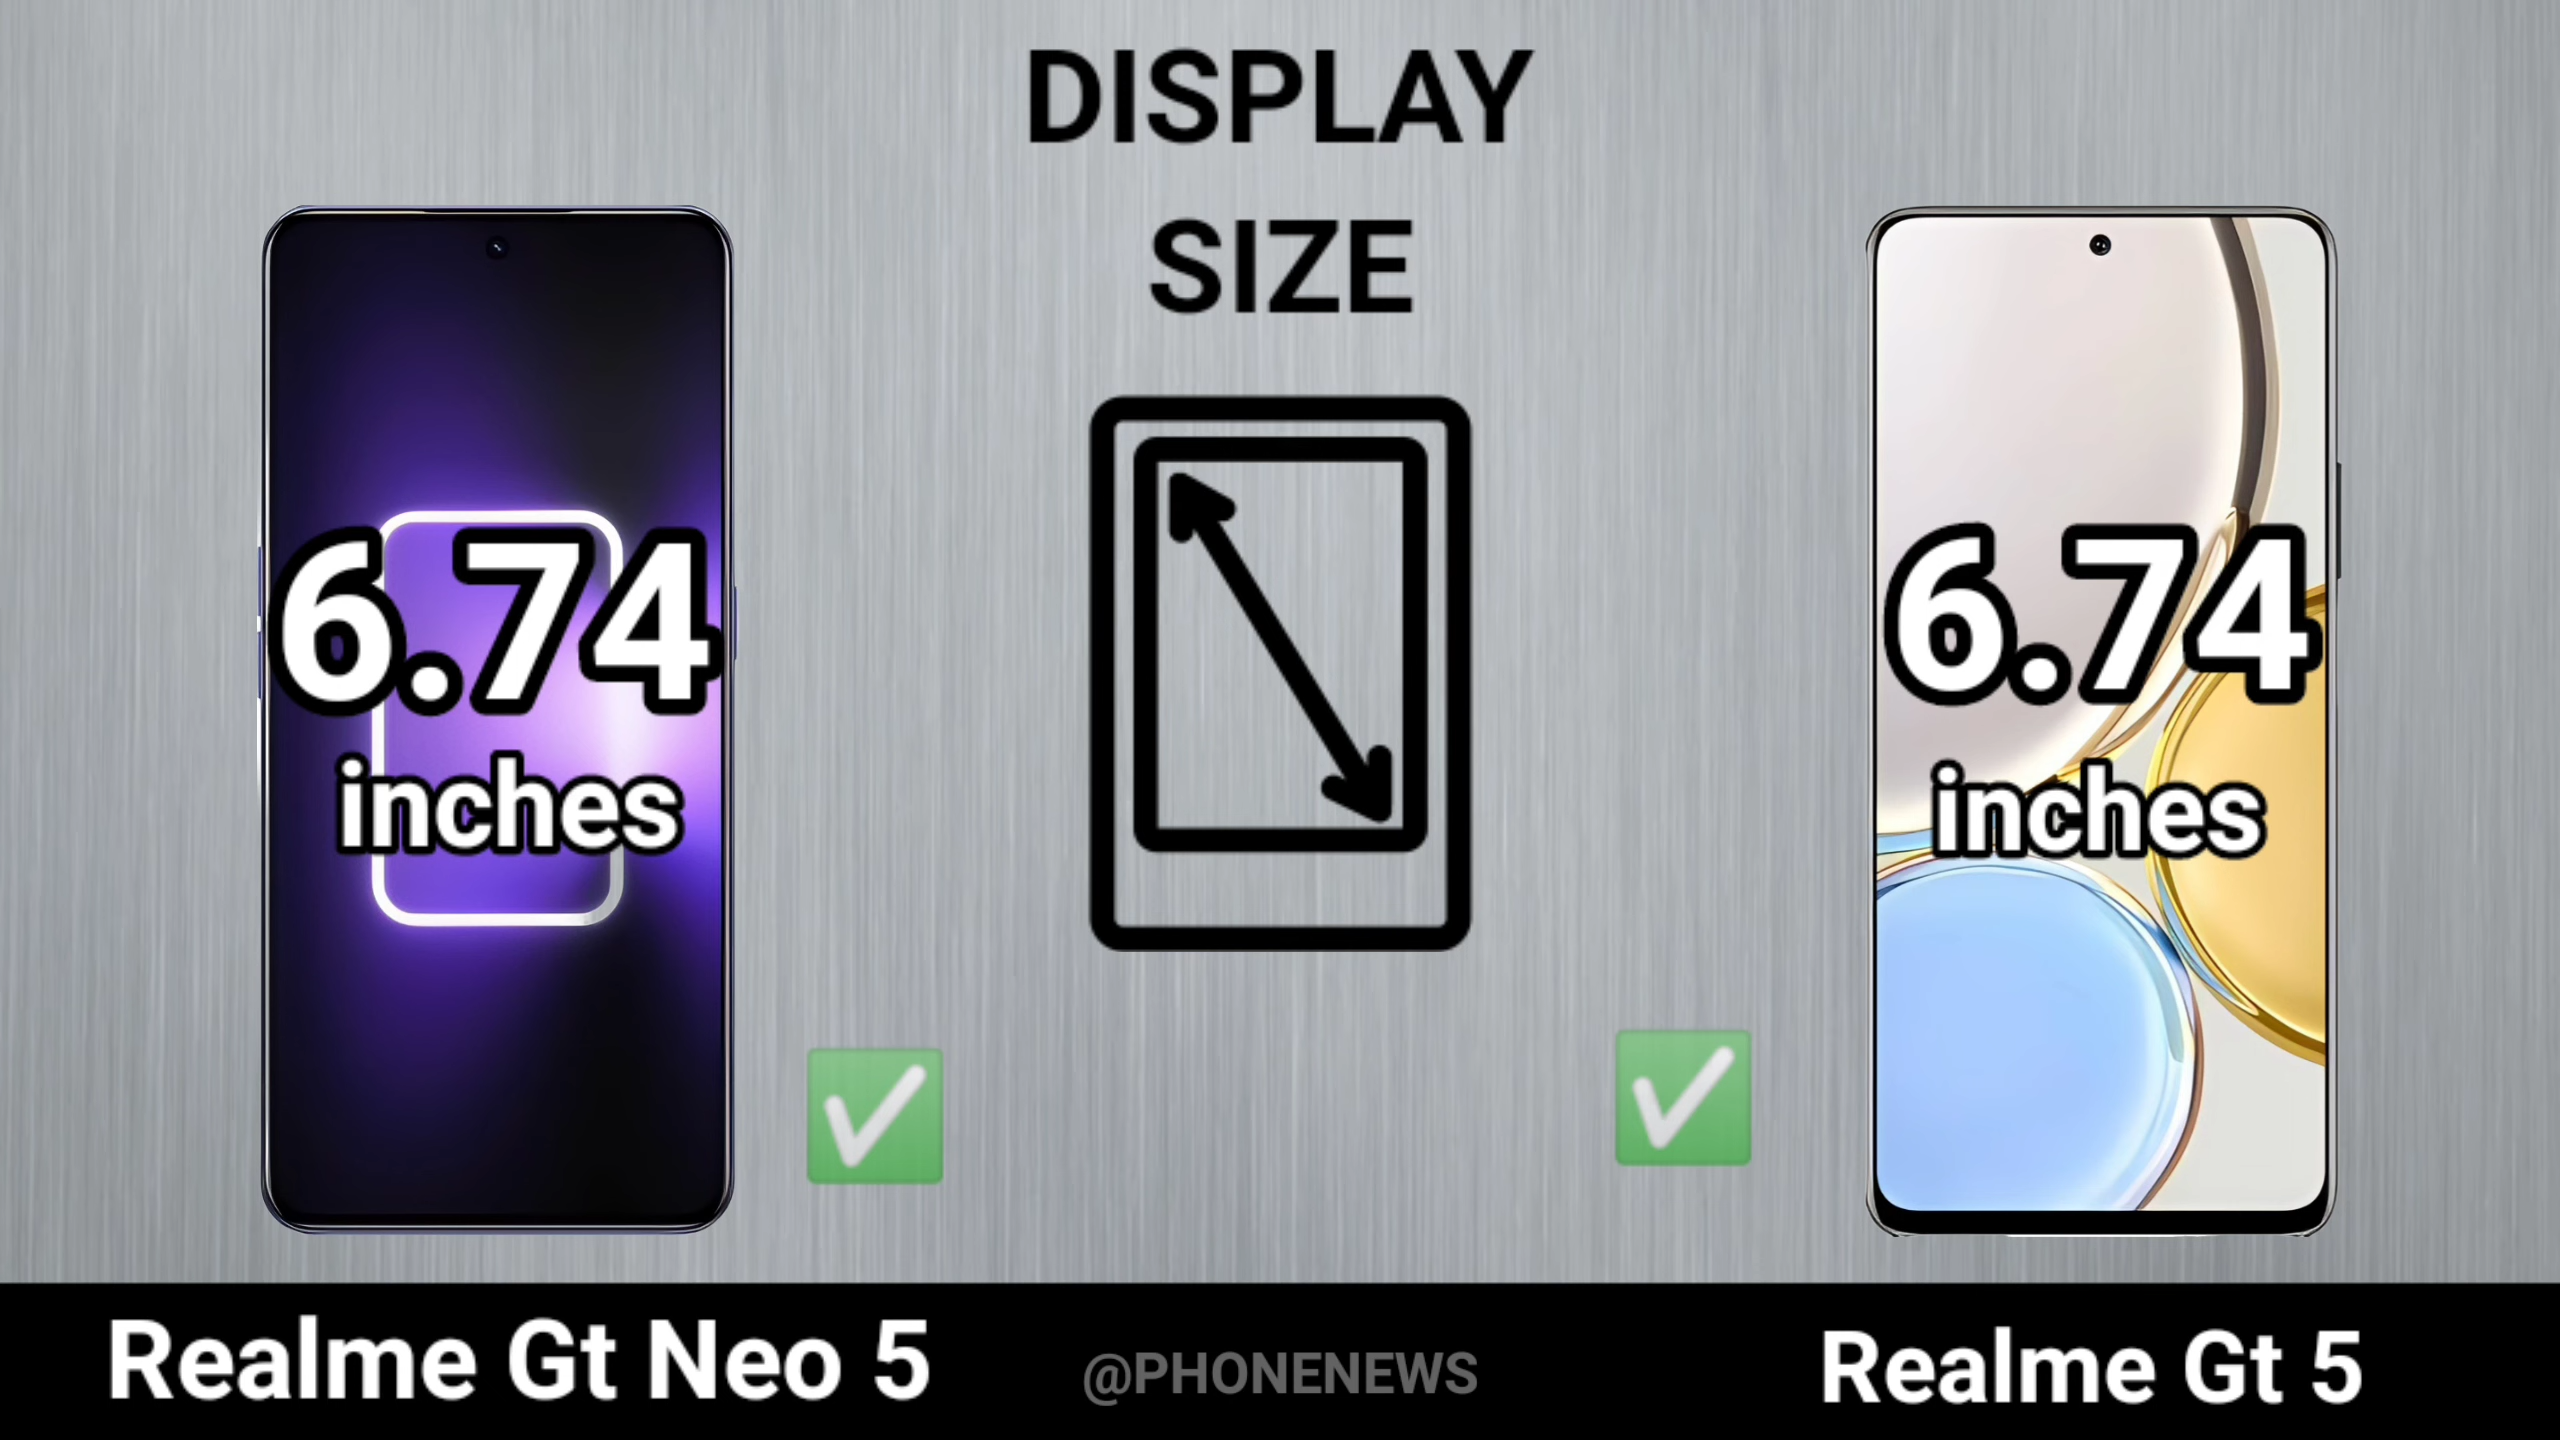 DISPLAY
SIZE
6.74
inches
6.74
inches
Realme Gt Neo 5
@PHONENEWS
Realme Gt 5